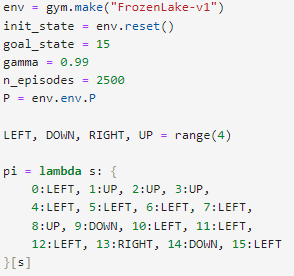 env = gym.make("FrozenLake-v1")
init_state = env.reset()
goal_state = 15
gamma = 0.99
n_episodes = 2500
P = env.env.P
LEFT, DOWN, RIGHT, UP = range(4)
pi = lambda s: {
    0:LEFT, 1:UP, 2:UP, 3:UP,
    4:LEFT, 5:LEFT, 6:LEFT, 7:LEFT,
    8:UP, 9:DOWN, 10:LEFT, 11:LEFT,
    12:LEFT, 13:RIGHT, 14:DOWN, 15:LEFT
}[s]